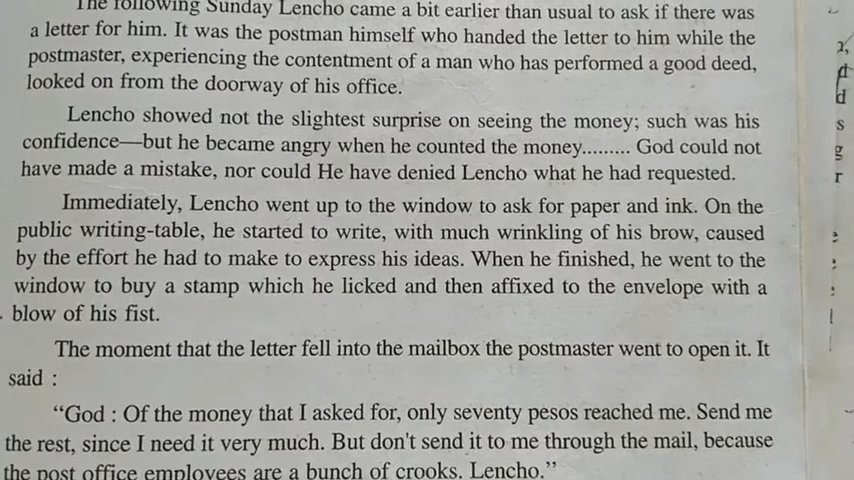 The following Sunday Lencho came a bit earlier than usual to ask if there was
a letter for him. It was the postman himself who handed the letter to him while the
postmaster, experiencing the contentment of a man who has performed a good deed,
looked on from the doorway of his office.
Lencho showed not the slightest surprise on seeing the money; such was his
confidence—but he became angry when he counted the money......... God could not
have made a mistake, nor could He have denied Lencho what he had requested.
Immediately, Lencho went up to the window to ask for paper and ink. On the
public writing-table, he started to write, with much wrinkling of his brow, caused
by the effort he had to make to express his ideas. When he finished, he went to the
window to buy a stamp which he licked and then affixed to the envelope with a
blow of his fist.
The moment that the letter fell into the mailbox the postmaster went to open it. It
said :
“God : Of the money that I asked for, only seventy pesos reached me. Send me
the rest, since I need it very much. But don't send it to me through the mail, because
the post office employees are a bunch of crooks. Lencho.”